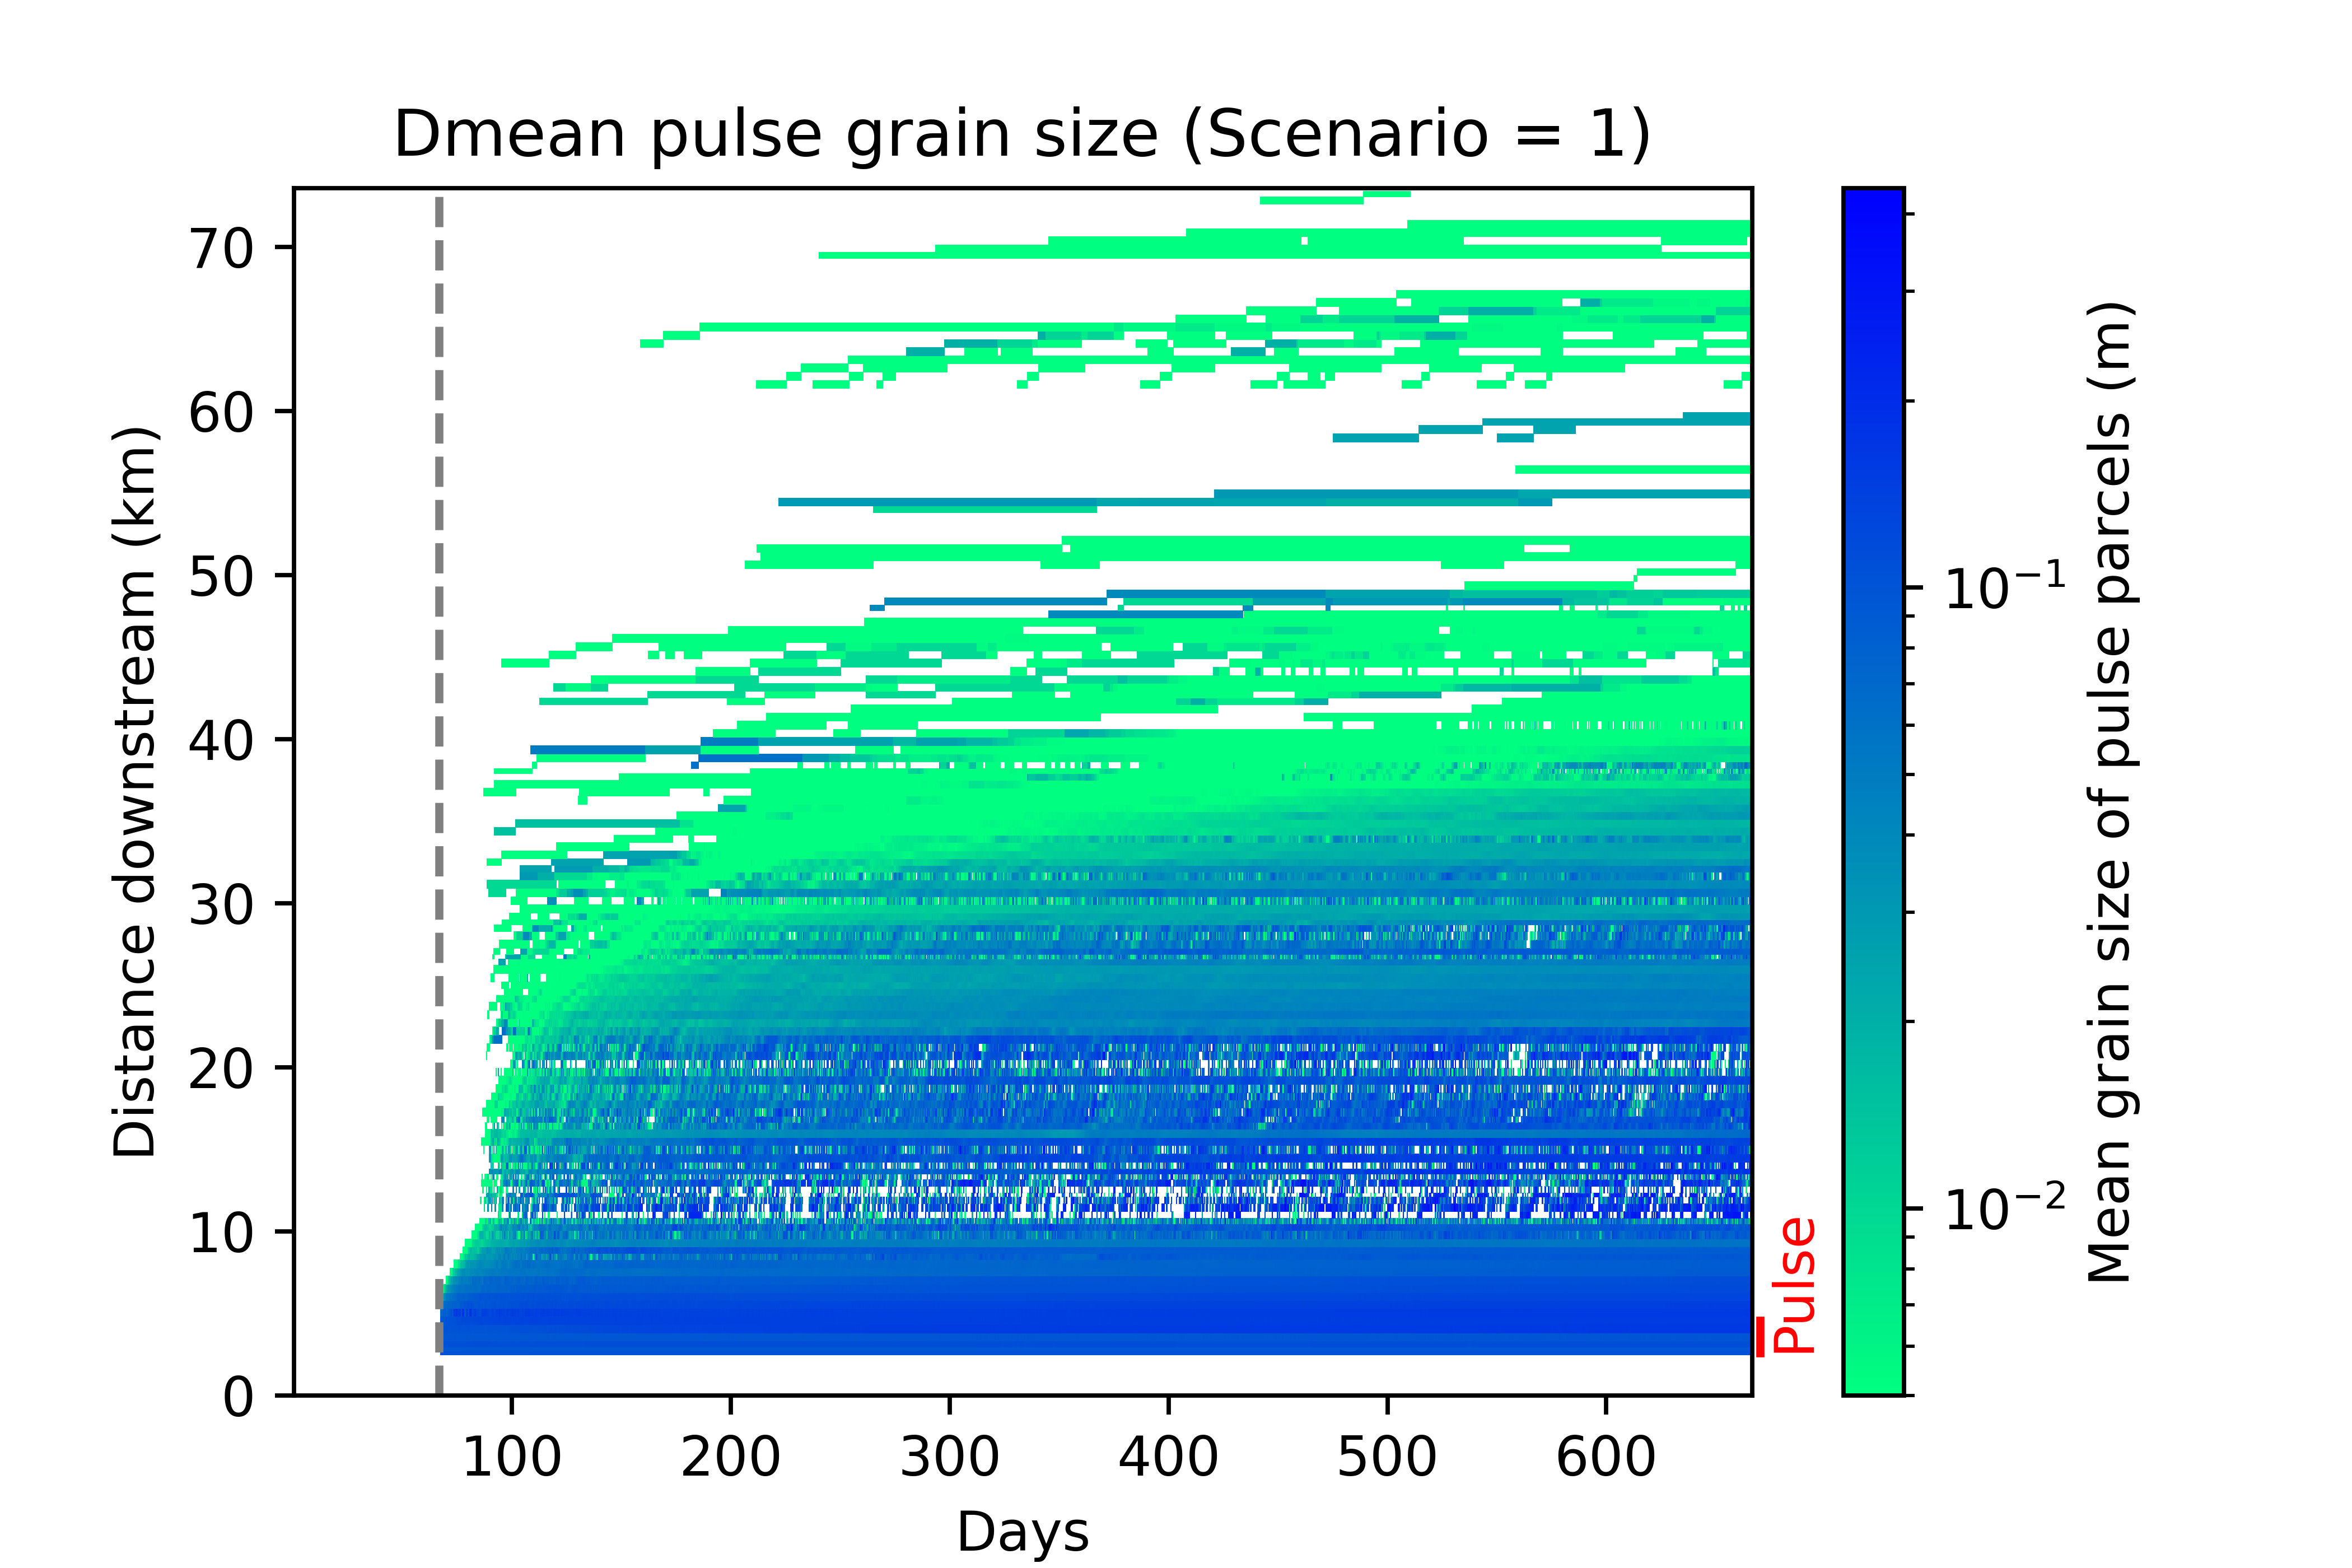 Dmean pulse grain size (Scenario = 1)
70
60
50
40
30
20
10
0
Distance downstream (km)
100 200 300 400 500 600
Days
Pulse
10⁻¹
10⁻²
Mean grain size of pulse parcels (m)